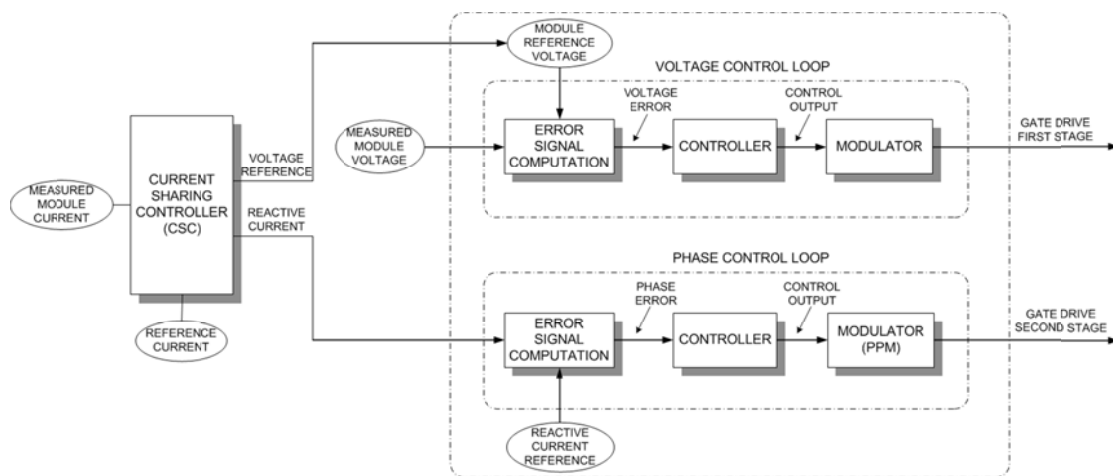 MODULE
REFERENCE
VOLTAGE
VOLTAGE CONTROL LOOP
VOLTAGE
ERROR
CONTROL
OUTPUT
MEASURED
MODULE
VOLTAGE
ERROR
SIGNAL
COMPUTATION
CONTROLLER
MODULATOR
GATE DRIVE
FIRST STAGE
VOLTAGE
REFERENCE
MEASURED
MODULE
CURRENT
CURRENT
SHARING
CONTROLLER
(CSC)
REACTIVE
CURRENT
REFERENCE
CURRENT
PHASE CONTROL LOOP
PHASE
ERROR
CONTROL
OUTPUT
ERROR
SIGNAL
COMPUTATION
CONTROLLER
MODULATOR
(PPM)
GATE DRIVE
SECOND STAGE
REACTIVE
CURRENT
REFERENCE